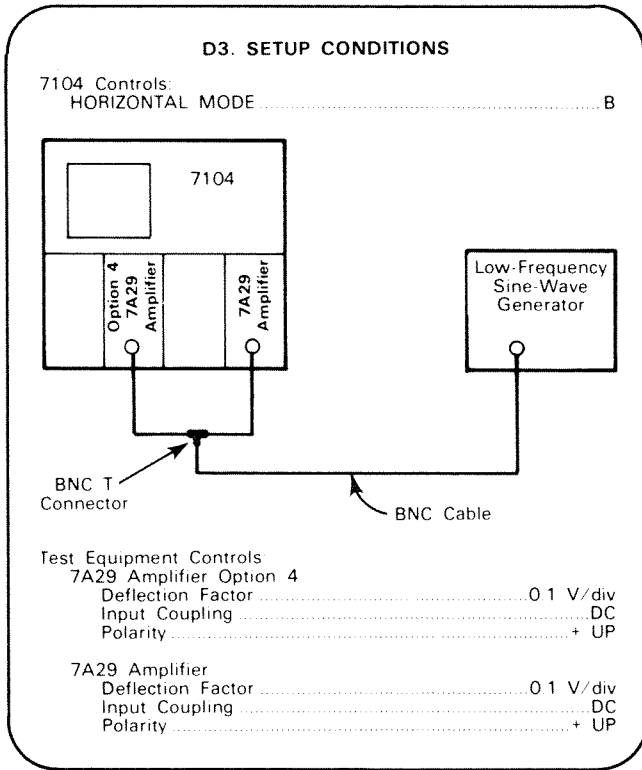 D3. SETUP CONDITIONS
7104 Controls:
HORIZONTAL MODE B
7104
Option 4
7A29
Amplifier
7A29
Amplifier
Low-Frequency
Sine-Wave
Generator
BNC T
Connector
BNC Cable
Test Equipment Controls:
7A29 Amplifier Option 4
Deflection Factor 0.1 V/div
Input Coupling DC
Polarity + UP
7A29 Amplifier
Deflection Factor 0.1 V/div
Input Coupling DC
Polarity + UP